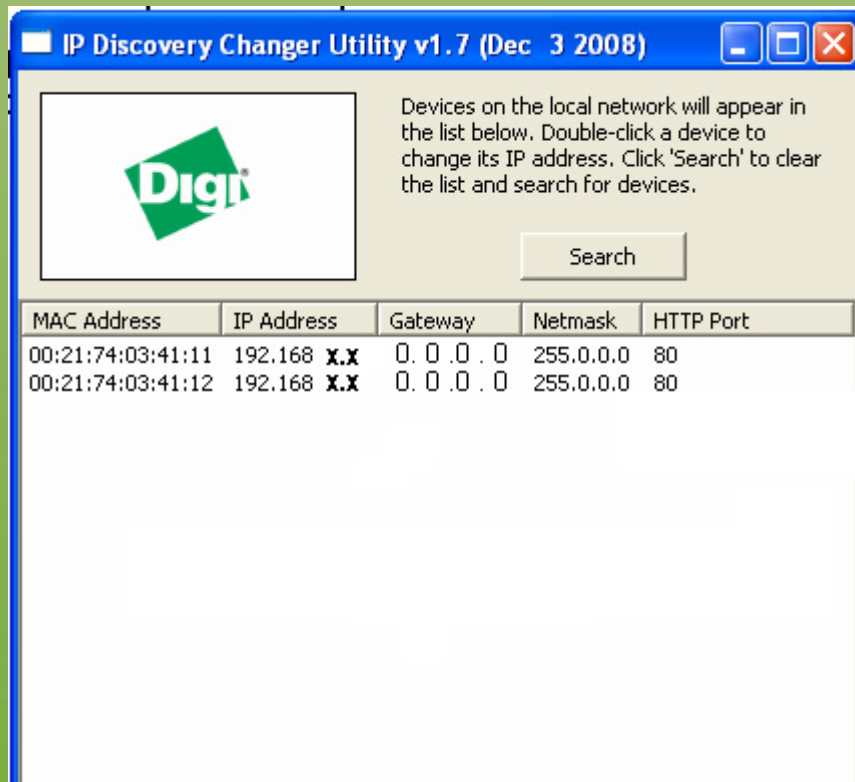 IP Discovery Changer Utility v1.7 (Dec 3 2008)
Digi
Devices on the local network will appear in
the list below. Double-click a device to
change its IP address. Click 'Search' to clear
the list and search for devices.
Search
MAC Address IP Address Gateway Netmask HTTP Port
00:21:74:03:41:11 192.168 x.x 0. 0 .0 . 0 255.0.0.0 80
00:21:74:03:41:12 192.168 x.x 0. 0 .0 . 0 255.0.0.0 80